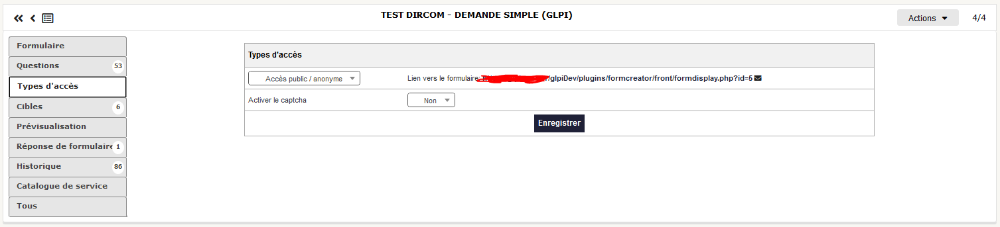 TEST DIRCOM - DEMANDE SIMPLE (GLPI)
Actions
4/4
Formulaire
Questions 53
Types d'accès
Cibles 6
Prévisualisation
Réponse de formulaire 1
Historique 86
Catalogue de service
Tous
Types d'accès
Accès public / anonyme Lien vers le formulaire: /glpiDev/plugins/formcreator/front/formdisplay.php?id=5
Activer le captcha Non
Enregistrer